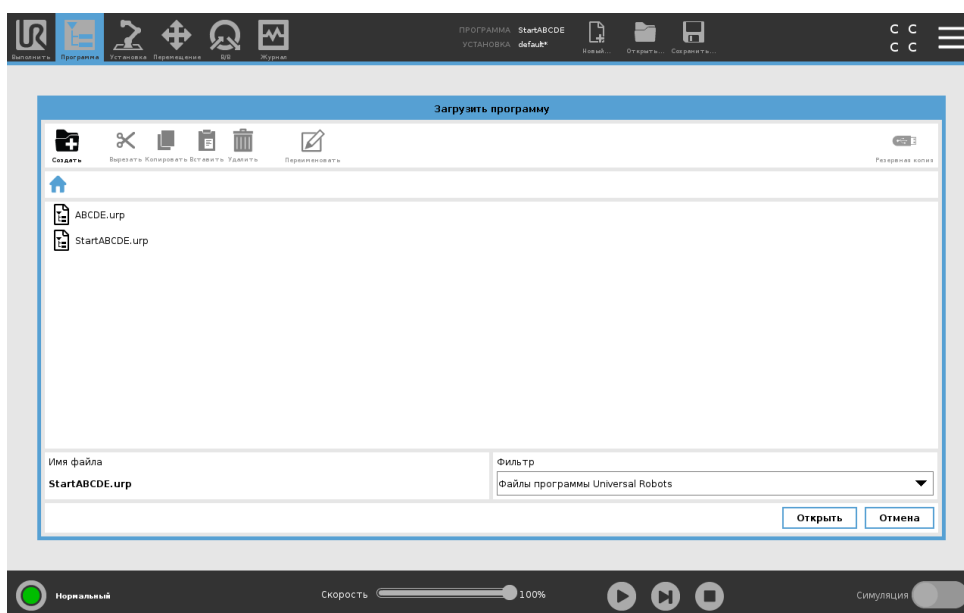 ПРОГРАММА StartABCDE
УСТАНОВКА default*
Выполнить Программа Установка Перемещение В/В Журнал
Новый... Открыть... Сохранить...
C C
C C
Загрузить программу
Создать Вырезать Копировать Вставить Удалить Переименовать Резервная копия
ABCDE.urp
StartABCDE.urp
Имя файла Фильтр
StartABCDE.urp Файлы программы Universal Robots
Открыть Отмена
Нормальный Скорость 100% Симуляция